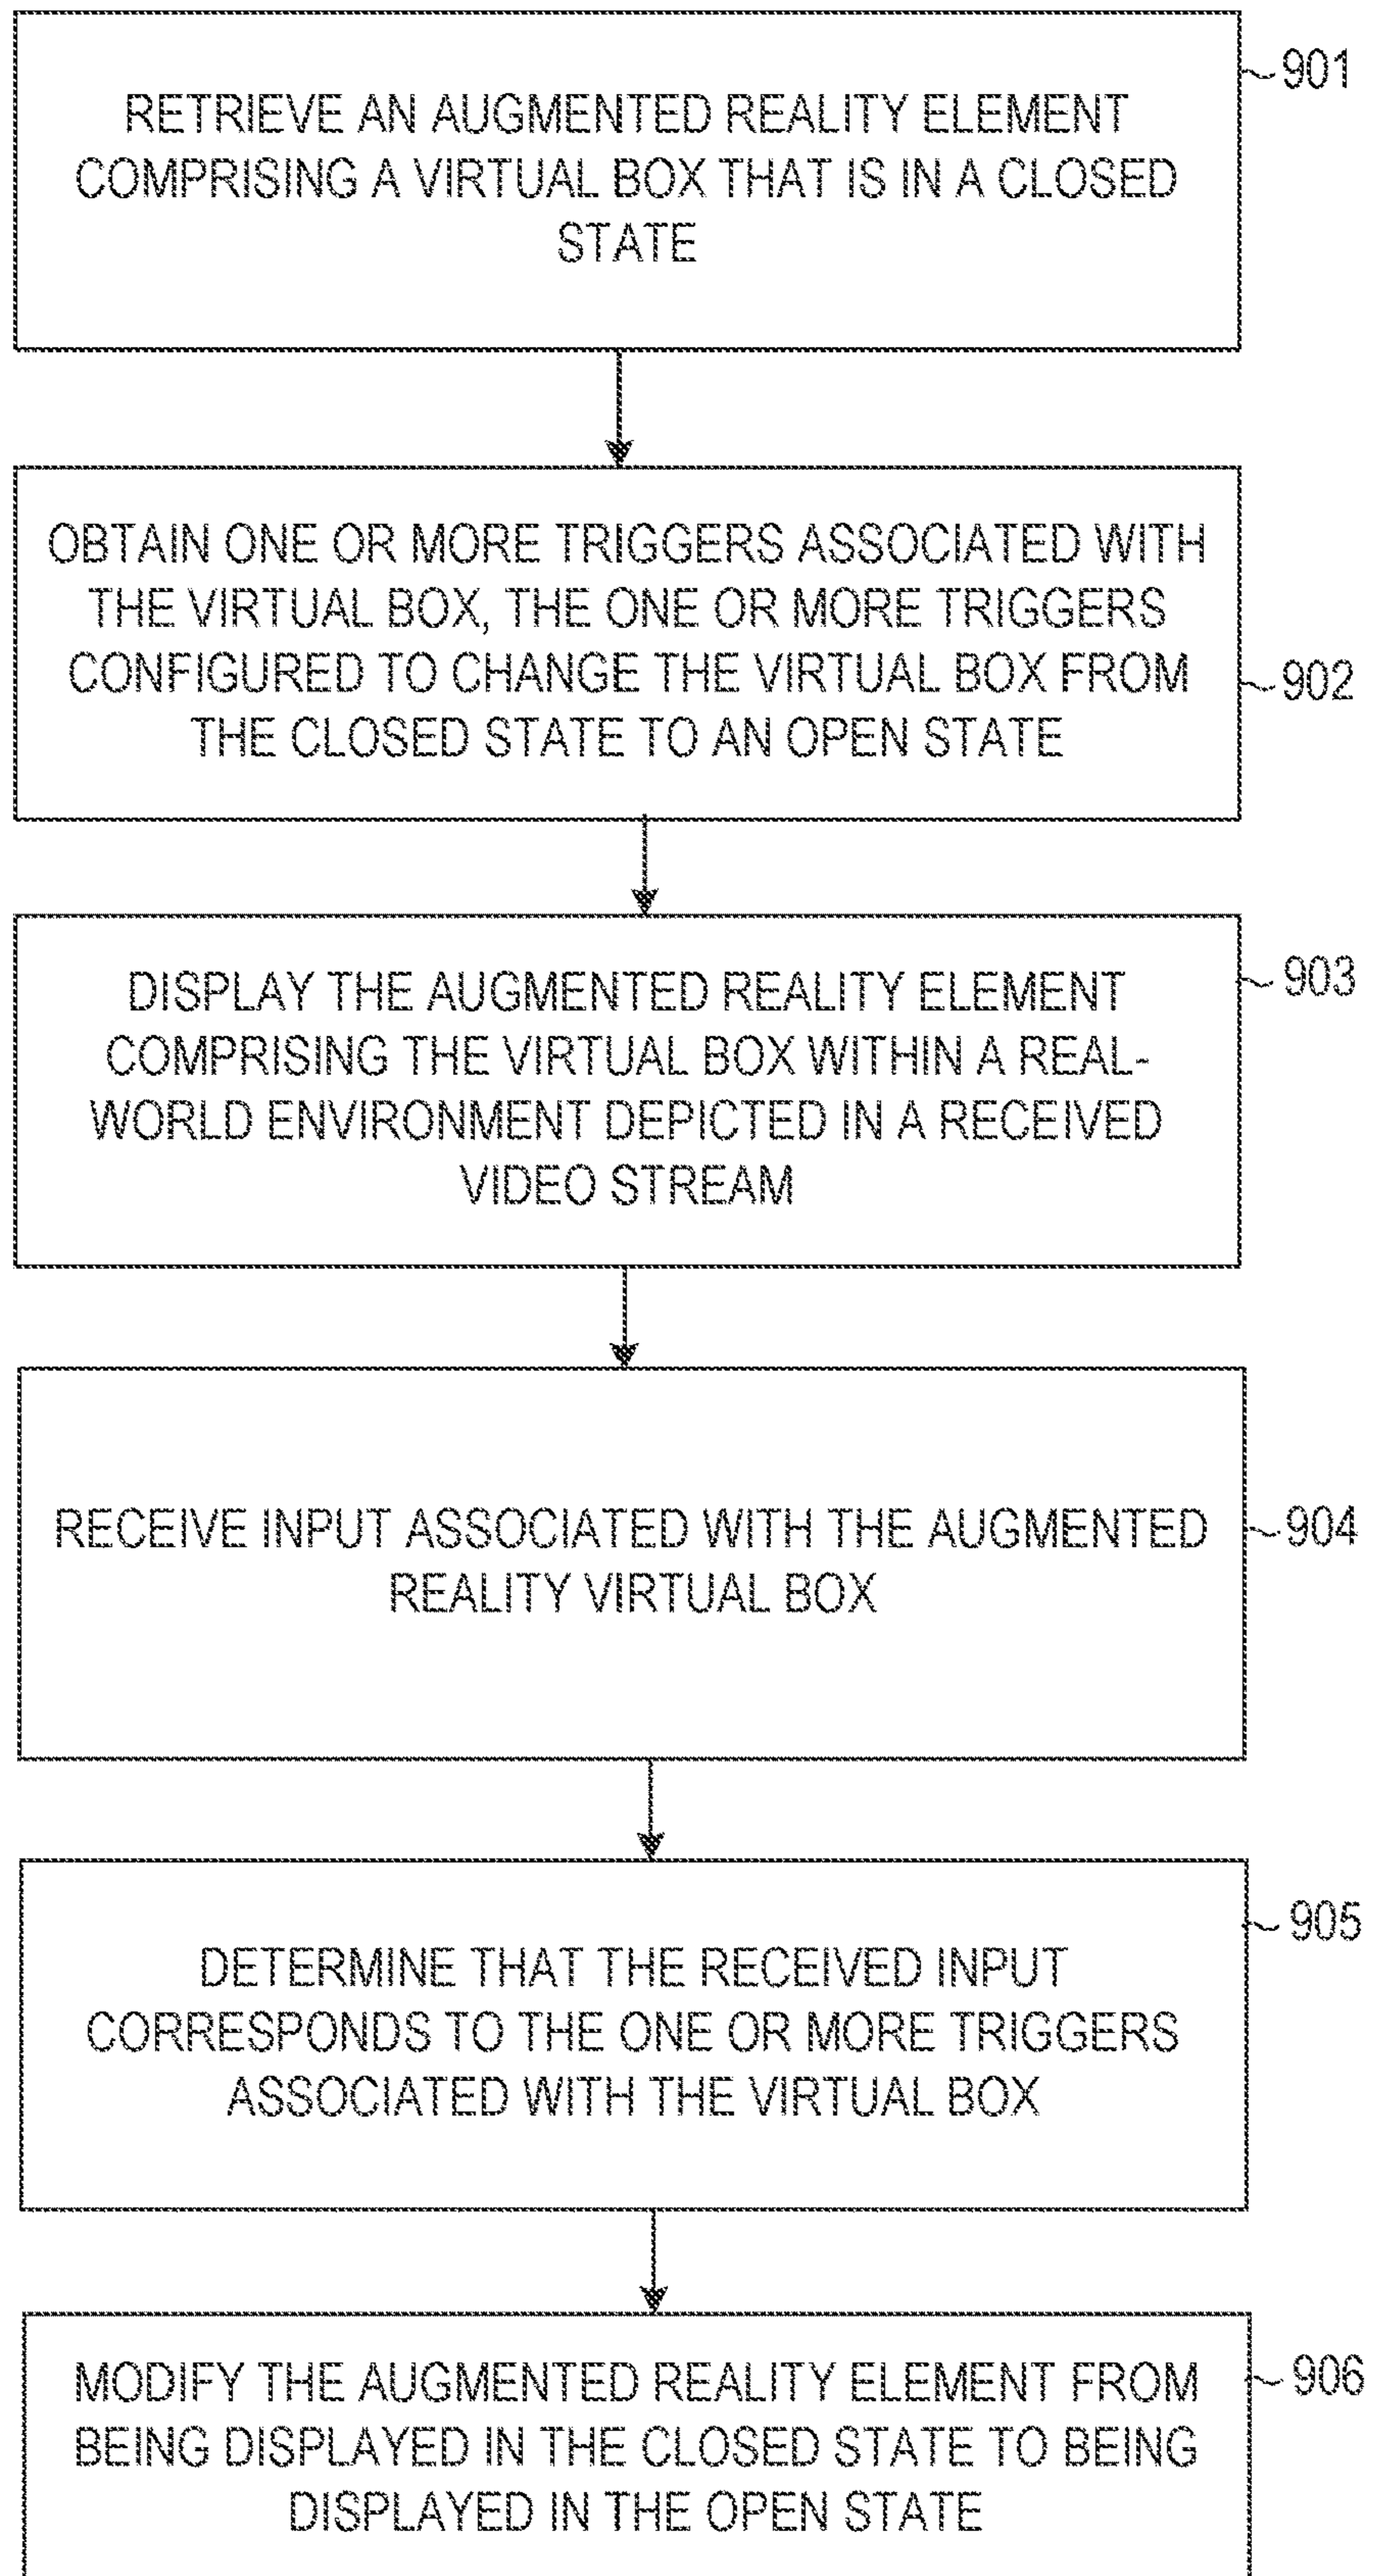 RETRIEVE AN AUGMENTED REALITY ELEMENT
COMPRISING A VIRTUAL BOX THAT IS IN A CLOSED
STATE
901
OBTAIN ONE OR MORE TRIGGERS ASSOCIATED WITH
THE VIRTUAL BOX, THE ONE OR MORE TRIGGERS
CONFIGURED TO CHANGE THE VIRTUAL BOX FROM
THE CLOSED STATE TO AN OPEN STATE
902
DISPLAY THE AUGMENTED REALITY ELEMENT
COMPRISING THE VIRTUAL BOX WITHIN A REAL-
WORLD ENVIRONMENT DEPICTED IN A RECEIVED
VIDEO STREAM
903
RECEIVE INPUT ASSOCIATED WITH THE AUGMENTED
REALITY VIRTUAL BOX
904
DETERMINE THAT THE RECEIVED INPUT
CORRESPONDS TO THE ONE OR MORE TRIGGERS
ASSOCIATED WITH THE VIRTUAL BOX
905
MODIFY THE AUGMENTED REALITY ELEMENT FROM
BEING DISPLAYED IN THE CLOSED STATE TO BEING
DISPLAYED IN THE OPEN STATE
906